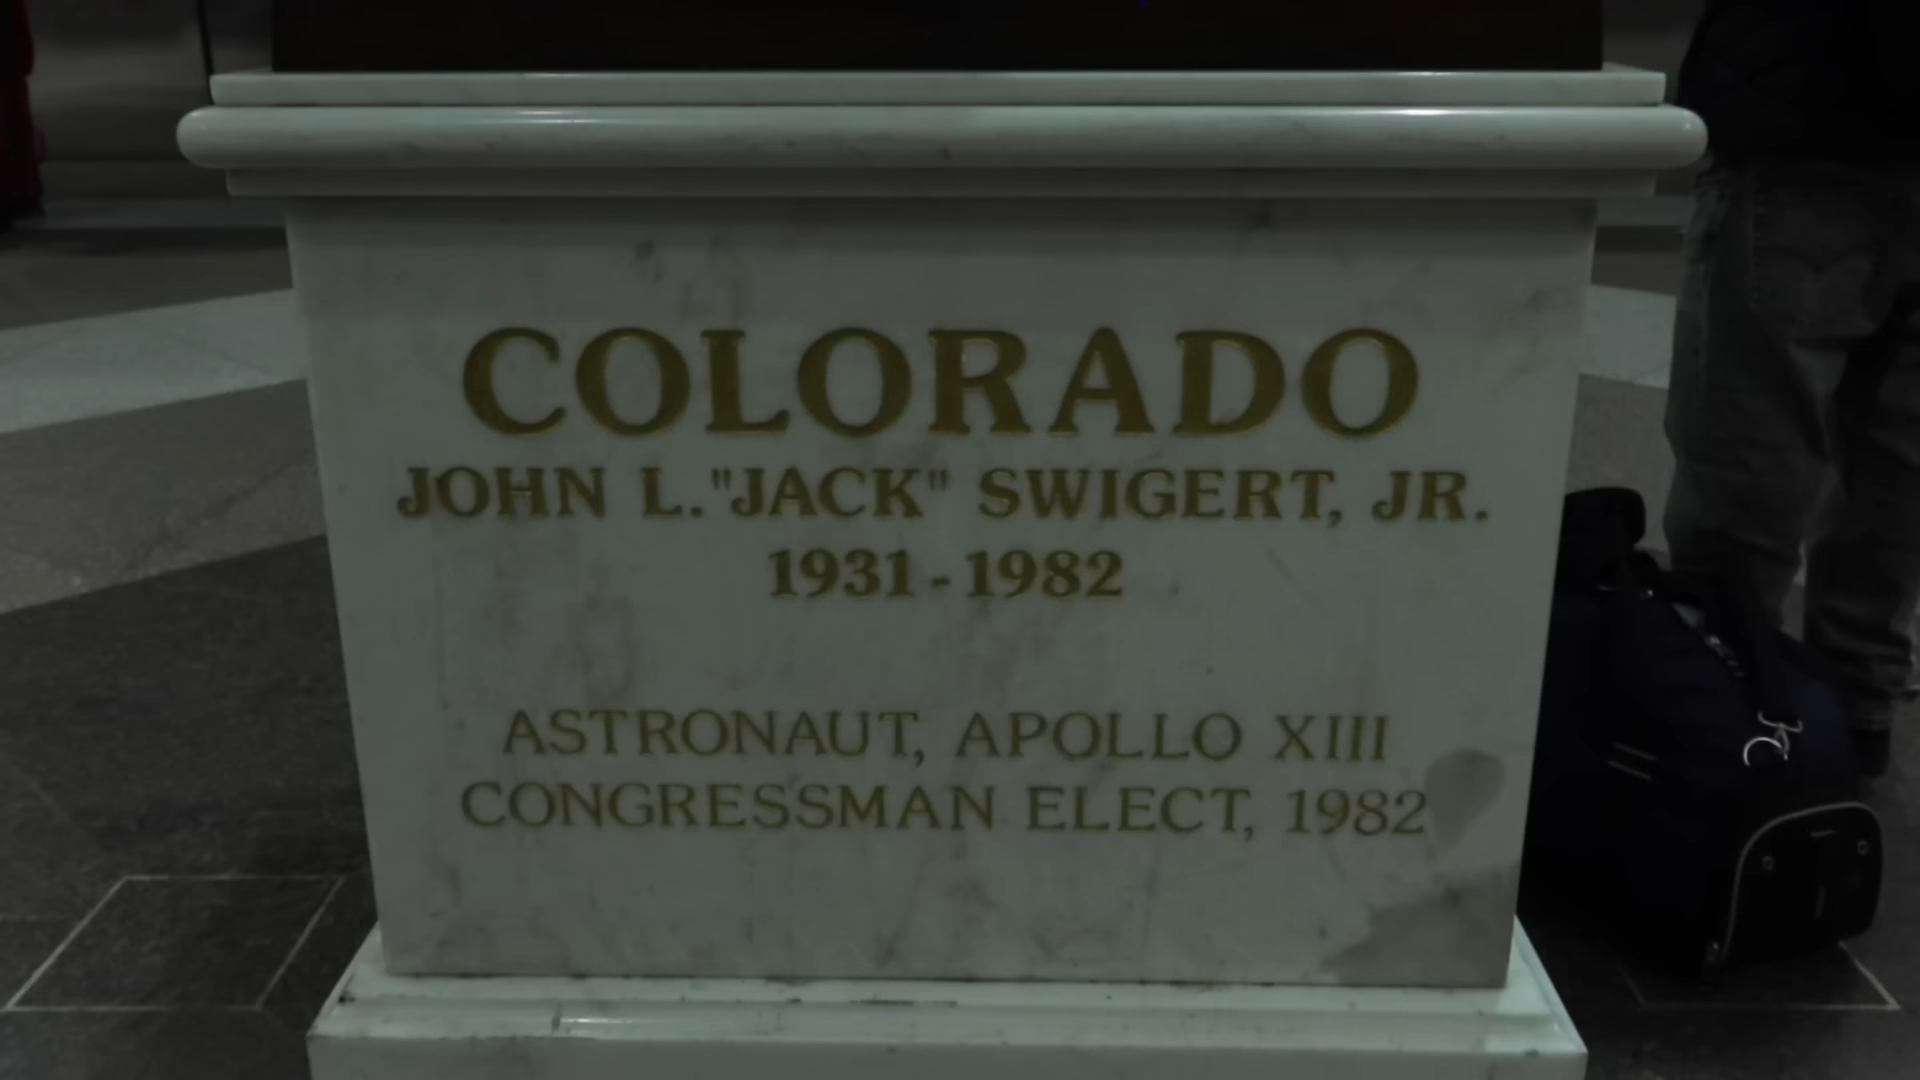 COLORADO
JOHN L. "JACK" SWIGERT, JR.
1931-1982
ASTRONAUT, APOLLO XIII
CONGRESSMAN ELECT, 1982